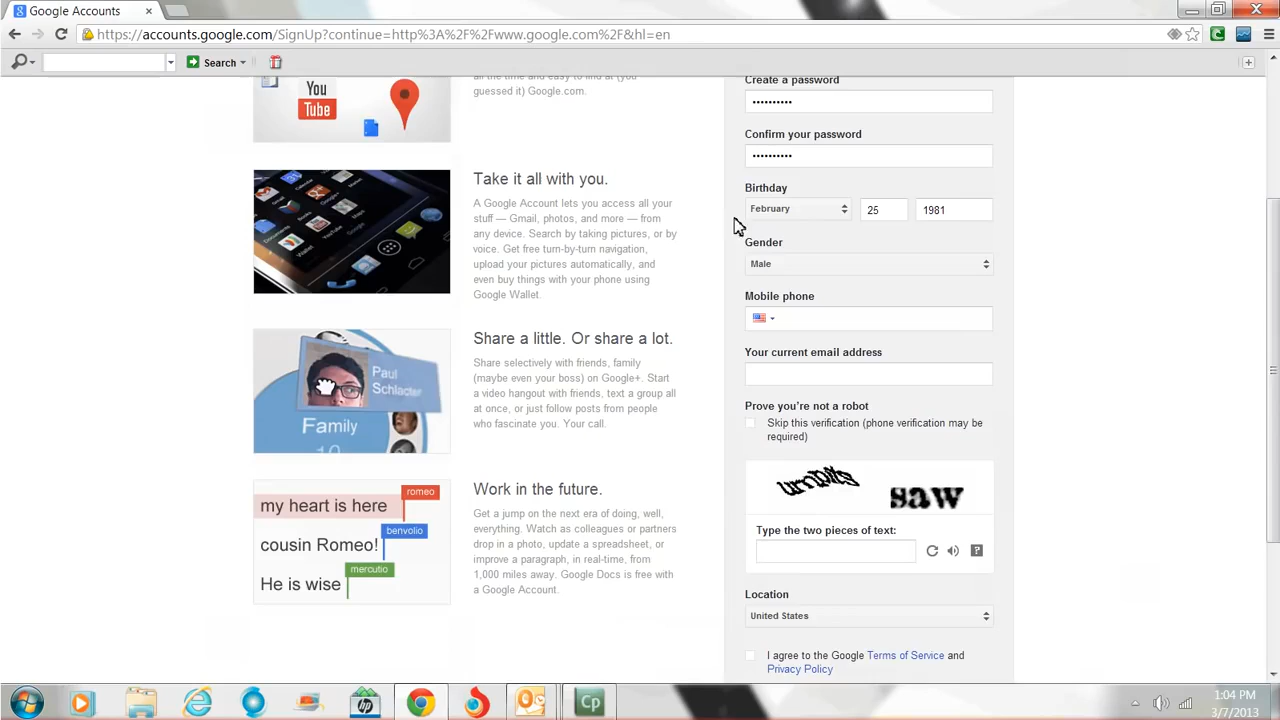 Google Accounts
https://accounts.google.com/SignUp?continue=http%3A%2F%2Fwww.google.com%2F&hl=en
Search
You
Tube
all the time and easy to find at (you
guessed it) Google.com.
Take it all with you.
A Google Account lets you access all your
stuff — Gmail, photos, and more — from
any device. Search by taking pictures, or by
voice. Get free turn-by-turn navigation,
upload your pictures automatically, and
even buy things with your phone using
Google Wallet.
Paul
Schlacter
Family
10
Share a little. Or share a lot.
Share selectively with friends, family
(maybe even your boss) on Google+. Start
a video hangout with friends, text a group all
at once, or just follow posts from people
who fascinate you. Your call.
romeo
my heart is here
benvolio
cousin Romeo!
mercutio
He is wise
Work in the future.
Get a jump on the next era of doing, well,
everything. Watch as colleagues or partners
drop in a photo, update a spreadsheet, or
improve a paragraph, in real-time, from
1,000 miles away. Google Docs is free with
a Google Account.
Create a password
••••••••••
Confirm your password
••••••••••
Birthday
February 25 1981
Gender
Male
Mobile phone
Your current email address
Prove you're not a robot
Skip this verification (phone verification may be
required)
saw
Type the two pieces of text:
Location
United States
I agree to the Google Terms of Service and
Privacy Policy
hp
Cp
1:04 PM
3/7/2013